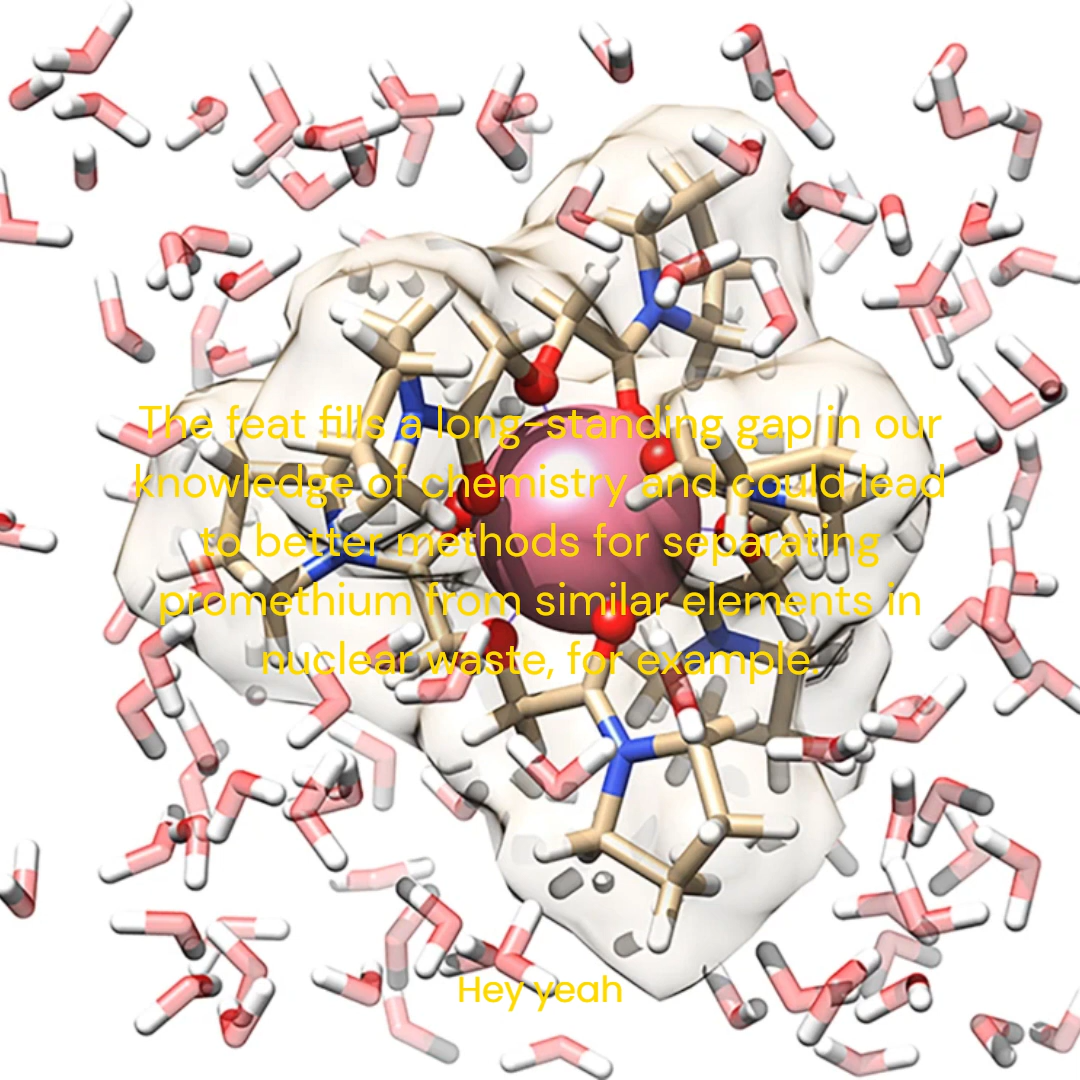 The feat fills a long-standing gap in our
knowledge of chemistry and could lead
to better methods for separating
promethium from similar elements in
nuclear waste, for example.
Hey yeah